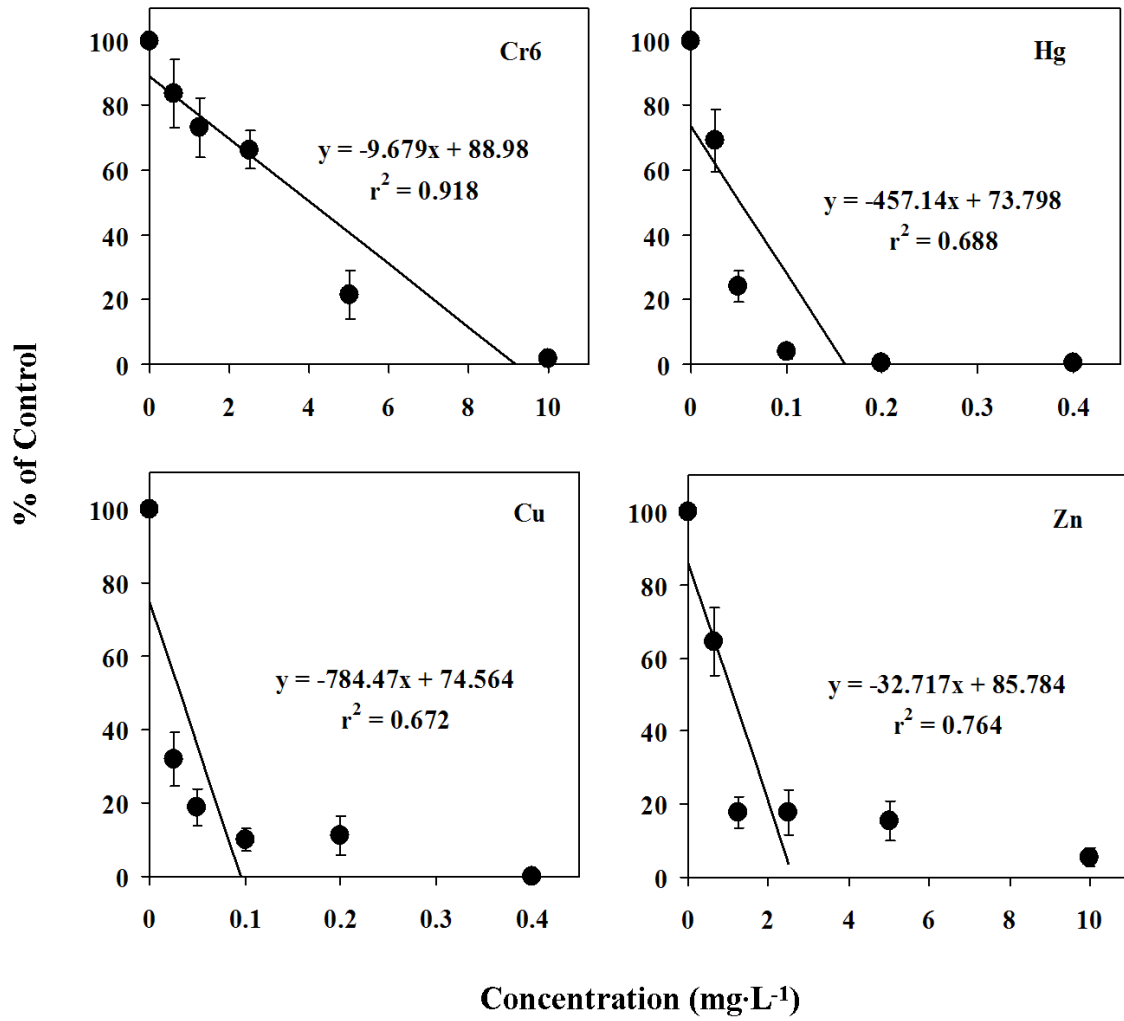 % of Control
100
80
60
40
20
0
Cr6
y = -9.679x + 88.98
r² = 0.918
0 2 4 6 8 10
100
80
60
40
20
0
Hg
y = -457.14x + 73.798
r² = 0.688
0 0.1 0.2 0.3 0.4
100
80
60
40
20
0
Cu
y = -784.47x + 74.564
r² = 0.672
0 0.1 0.2 0.3 0.4
100
80
60
40
20
0
Zn
y = -32.717x + 85.784
r² = 0.764
0 2 4 6 8 10
Concentration (mg·L⁻¹)